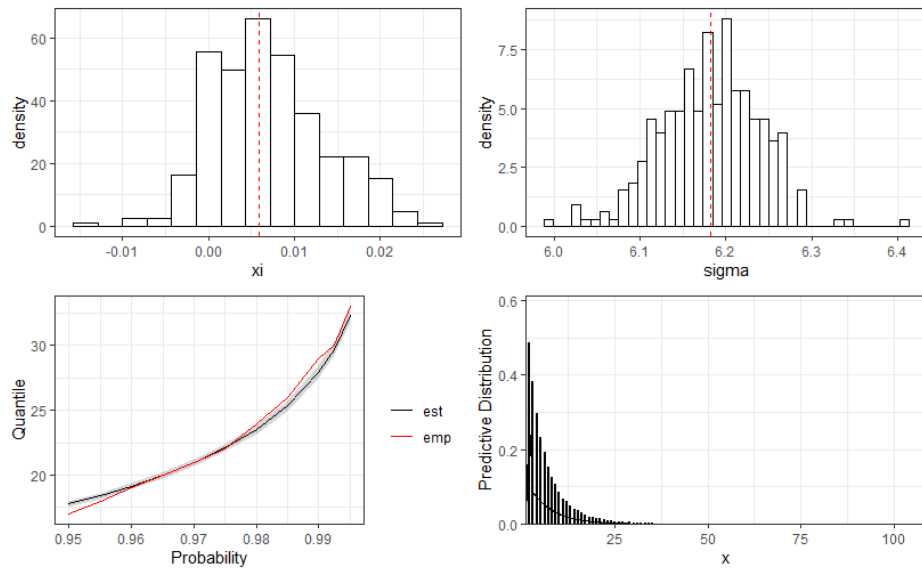 density
60
40
20
0
-0.01 0.00 0.01 0.02
xi
density
7.5
5.0
2.5
0.0
6.0 6.1 6.2 6.3 6.4
sigma
Quantile
30
25
20
0.95 0.96 0.97 0.98 0.99
Probability
est
emp
Predictive Distribution
0.6
0.4
0.2
0.0
25 50 75 100
x